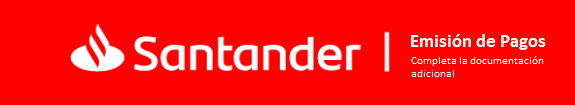 Santander
Emisión de Pagos
Completa la documentación
adicional